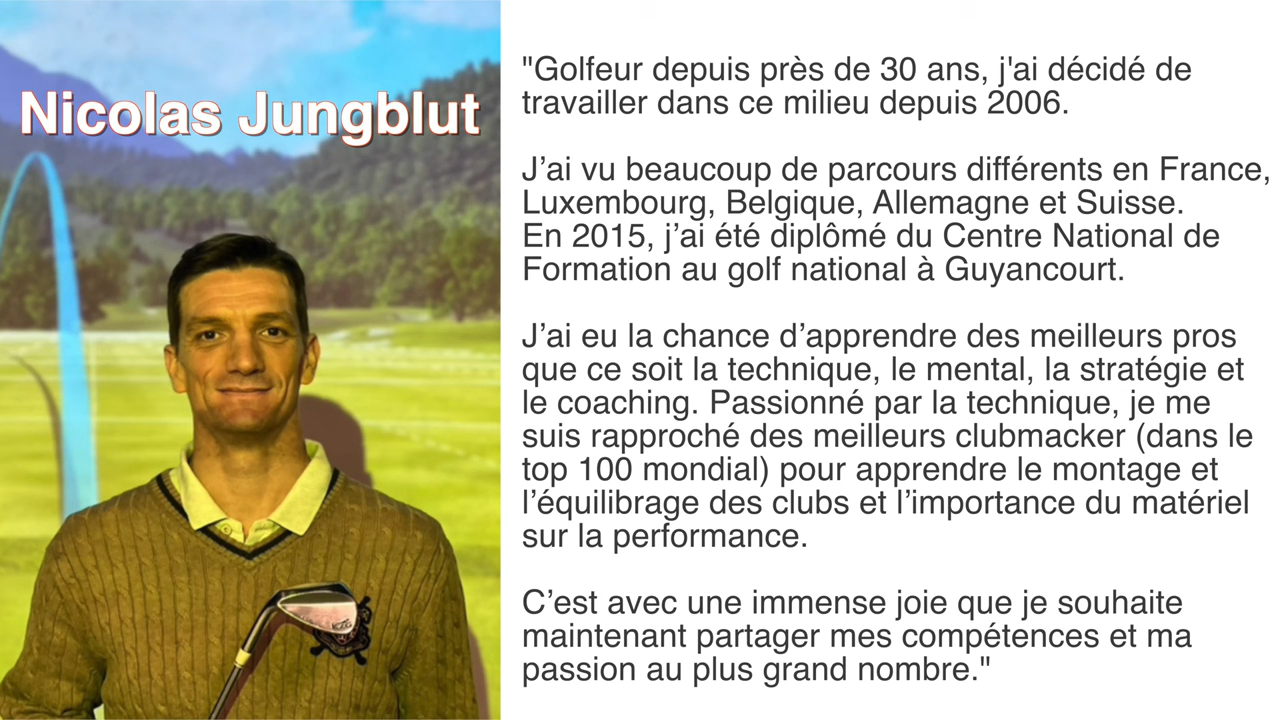 Nicolas Jungblut
"Golfeur depuis près de 30 ans, j'ai décidé de
travailler dans ce milieu depuis 2006.
J’ai vu beaucoup de parcours différents en France,
Luxembourg, Belgique, Allemagne et Suisse.
En 2015, j’ai été diplômé du Centre National de
Formation au golf national à Guyancourt.
J’ai eu la chance d’apprendre des meilleurs pros
que ce soit la technique, le mental, la stratégie et
le coaching. Passionné par la technique, je me
suis rapproché des meilleurs clubmacker (dans le
top 100 mondial) pour apprendre le montage et
l’équilibrage des clubs et l’importance du matériel
sur la performance.
C’est avec une immense joie que je souhaite
maintenant partager mes compétences et ma
passion au plus grand nombre."